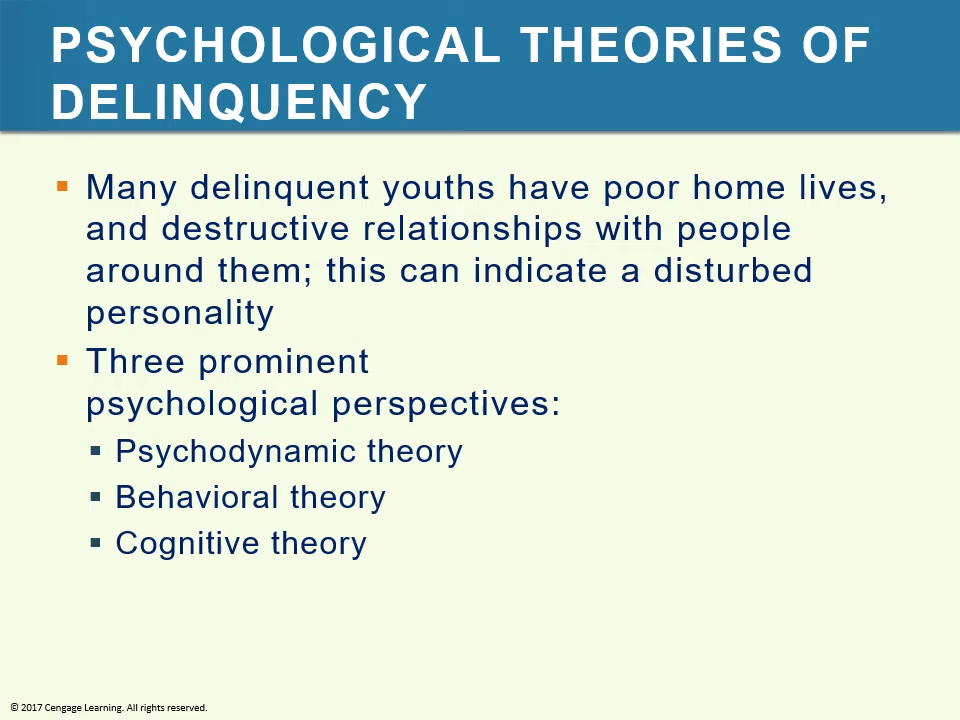 PSYCHOLOGICAL THEORIES OF
DELINQUENCY
▪ Many delinquent youths have poor home lives,
and destructive relationships with people
around them; this can indicate a disturbed
personality
▪ Three prominent
psychological perspectives:
▪ Psychodynamic theory
▪ Behavioral theory
▪ Cognitive theory
© 2017 Cengage Learning. All rights reserved.